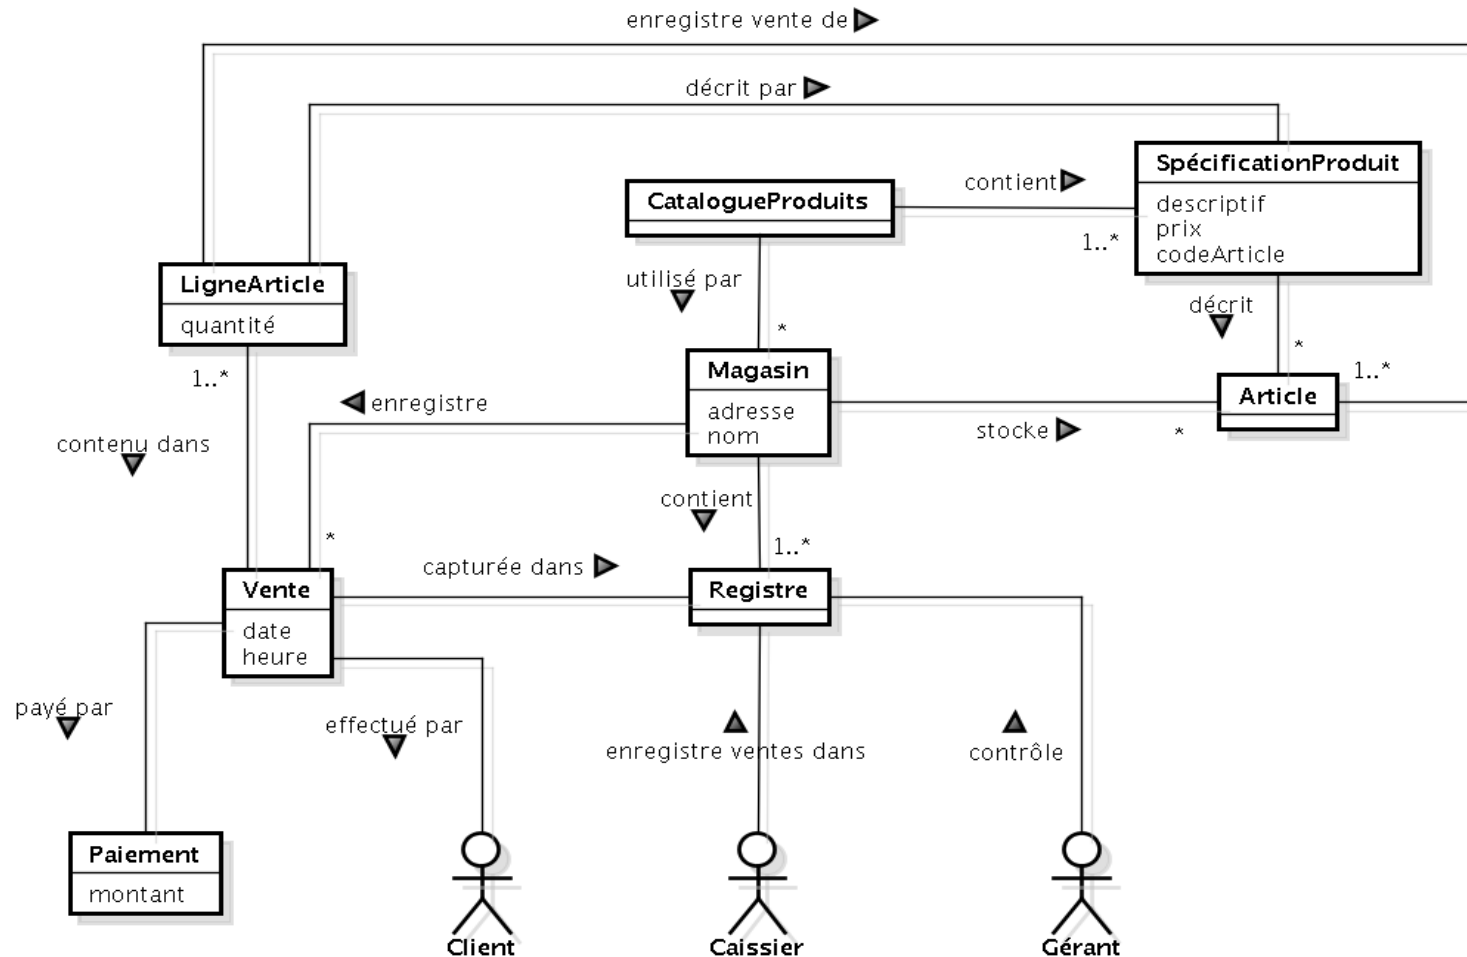 enregistre vente de
décrit par
SpécificationProduit
descriptif
prix
codeArticle
contient
1..*
CatalogueProduits
LigneArticle
quantité
1..*
utilisé par
*
décrit
*
Magasin
adresse
nom
Article
1..*
stocke
*
enregistre
*
contenu dans
contient
1..*
capturée dans
Vente
date
heure
Registre
payé par
effectué par
enregistre ventes dans
contrôle
Paiement
montant
Client
Caissier
Gérant